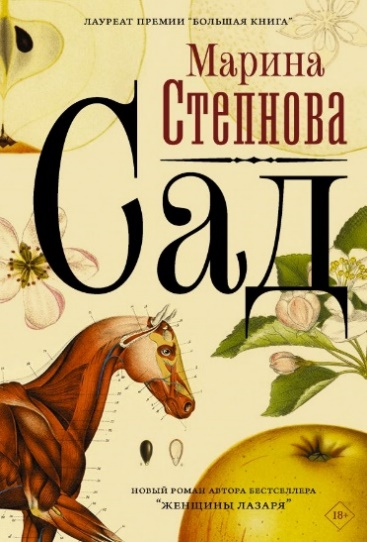 ЛАУРЕАТ ПРЕМИИ "БОЛЬШАЯ КНИГА"
Марина
Степнова
Сад
НОВЫЙ РОМАН АВТОРА БЕСТСЕЛЛЕРА
"ЖЕНЩИНЫ ЛАЗАРЯ"
18+